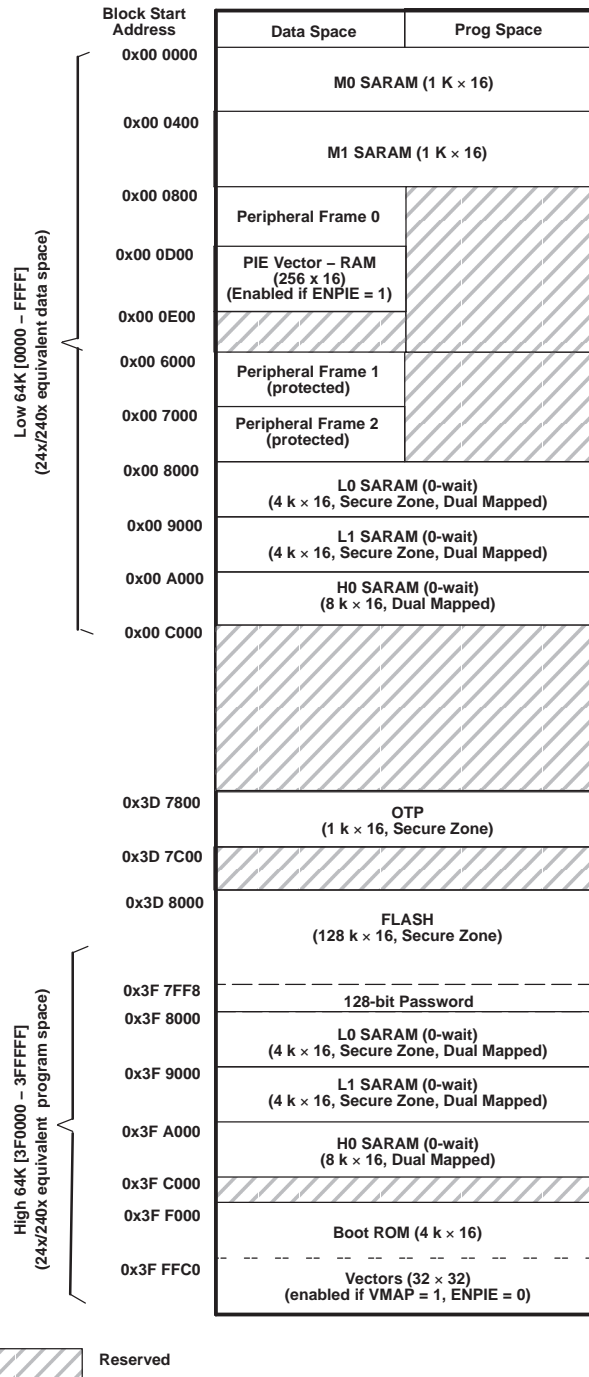 Block Start
Address
Data Space
Prog Space
0x00 0000
M0 SARAM (1 K × 16)
0x00 0400
M1 SARAM (1 K × 16)
0x00 0800
Peripheral Frame 0
0x00 0D00
PIE Vector – RAM
(256 x 16)
(Enabled if ENPIE = 1)
0x00 0E00
0x00 6000
Peripheral Frame 1
(protected)
0x00 7000
Peripheral Frame 2
(protected)
0x00 8000
L0 SARAM (0-wait)
(4 k × 16, Secure Zone, Dual Mapped)
0x00 9000
L1 SARAM (0-wait)
(4 k × 16, Secure Zone, Dual Mapped)
0x00 A000
H0 SARAM (0-wait)
(8 k × 16, Dual Mapped)
0x00 C000
Low 64K [0000 – FFFF]
(24x/240x equivalent data space)
0x3D 7800
OTP
(1 k × 16, Secure Zone)
0x3D 7C00
0x3D 8000
FLASH
(128 k × 16, Secure Zone)
0x3F 7FF8
128-bit Password
0x3F 8000
L0 SARAM (0-wait)
(4 k × 16, Secure Zone, Dual Mapped)
0x3F 9000
L1 SARAM (0-wait)
(4 k × 16, Secure Zone, Dual Mapped)
0x3F A000
H0 SARAM (0-wait)
(8 k × 16, Dual Mapped)
0x3F C000
0x3F F000
Boot ROM (4 k × 16)
0x3F FFC0
Vectors (32 × 32)
(enabled if VMAP = 1, ENPIE = 0)
High 64K [3F0000 – 3FFFFF]
(24x/240x equivalent program space)
Reserved